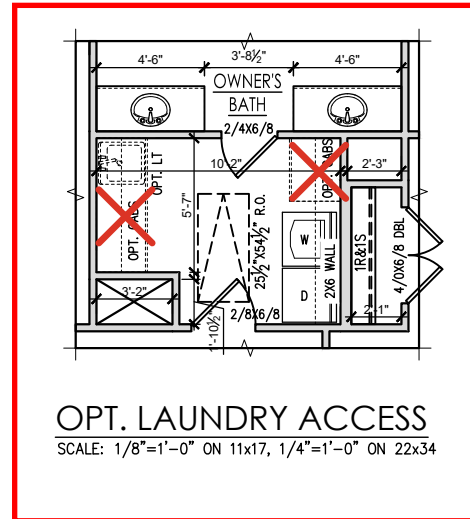 4'-6"
3'-8½"
4'-6"
OWNER'S
BATH
2/4X6/8
OPT. LT
10'-2"
OPT. CABS
2'-3"
OPT. CABS
5'-7"
25½"X54½" R.O.
W
D
2X6 WALL
1R&1S
4/0X6/8 DBL
3'-2"
2/8X6/8
2'-1"
1'-10½"
OPT. LAUNDRY ACCESS
SCALE: 1/8"=1'-0" ON 11x17, 1/4"=1'-0" ON 22x34